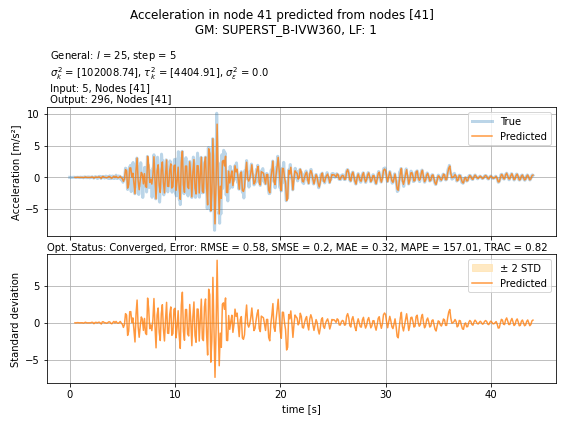 Acceleration in node 41 predicted from nodes [41]
GM: SUPERST_B-IVW360, LF: 1
General: l = 25, step = 5
σ²ₖ = [102008.74], τ²ₖ = [4404.91], σ²ε = 0.0
Input: 5, Nodes [41]
Output: 296, Nodes [41]
10
5
0
−5
Acceleration [m/s²]
True
Predicted
Opt. Status: Converged, Error: RMSE = 0.58, SMSE = 0.2, MAE = 0.32, MAPE = 157.01, TRAC = 0.82
5
0
−5
Standard deviation
± 2 STD
Predicted
0
10
20
30
40
time [s]